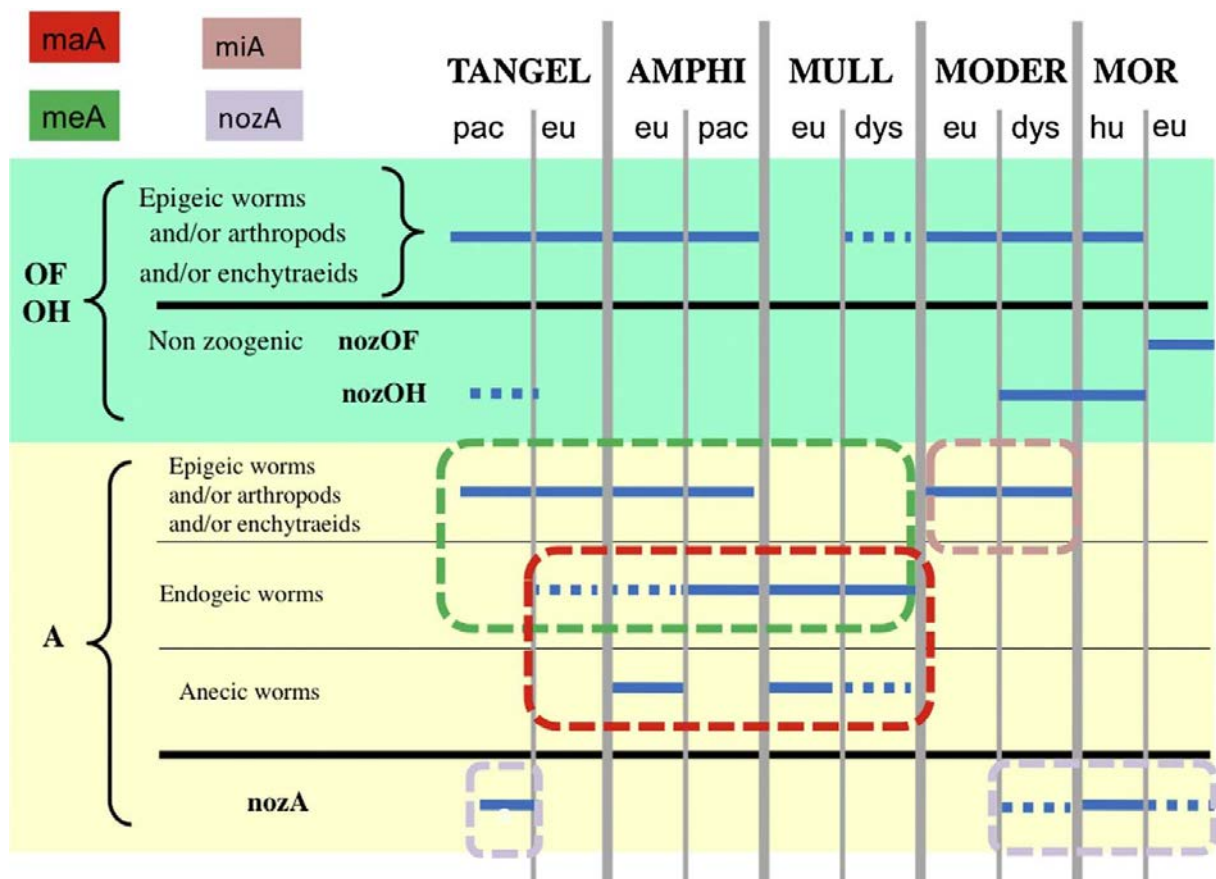 maA
miA
meA
nozA
TANGEL AMPHI MULL MODER MOR
pac eu eu pac eu dys eu dys hu eu
Epigeic worms
and/or arthropods
and/or enchytraeids
OF
OH
Non zoogenic nozOF
nozOH
Epigeic worms
and/or arthropods
and/or enchytraeids
Endogeic worms
A
Anecic worms
nozA